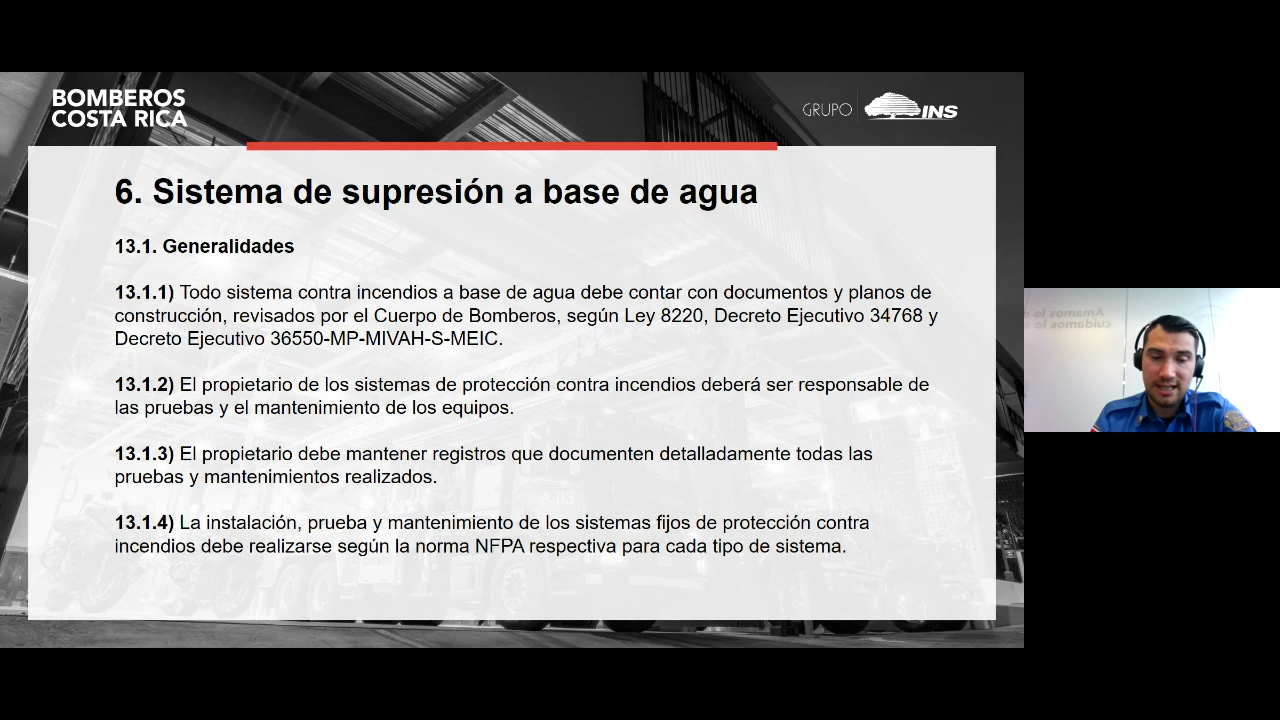 BOMBEROS
COSTA RICA
GRUPO INS
6. Sistema de supresión a base de agua
13.1. Generalidades
13.1.1) Todo sistema contra incendios a base de agua debe contar con documentos y planos de
construcción, revisados por el Cuerpo de Bomberos, según Ley 8220, Decreto Ejecutivo 34768 y
Decreto Ejecutivo 36550-MP-MIVAH-S-MEIC.
13.1.2) El propietario de los sistemas de protección contra incendios deberá ser responsable de
las pruebas y el mantenimiento de los equipos.
13.1.3) El propietario debe mantener registros que documenten detalladamente todas las
pruebas y mantenimientos realizados.
13.1.4) La instalación, prueba y mantenimiento de los sistemas fijos de protección contra
incendios debe realizarse según la norma NFPA respectiva para cada tipo de sistema.
Amamos lo
cuidamos lo